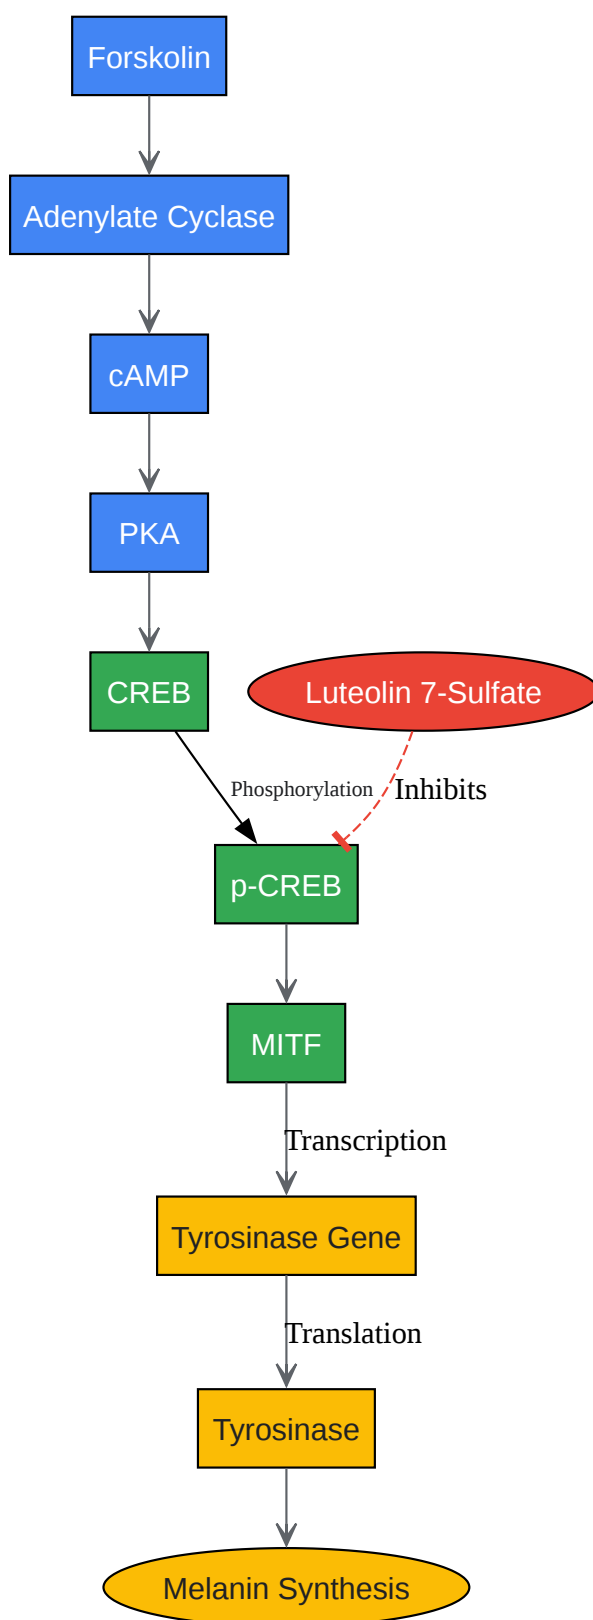 Forskolin
Adenylate Cyclase
cAMP
PKA
CREB
Luteolin 7-Sulfate
Phosphorylation
Inhibits
p-CREB
MITF
Transcription
Tyrosinase Gene
Translation
Tyrosinase
Melanin Synthesis